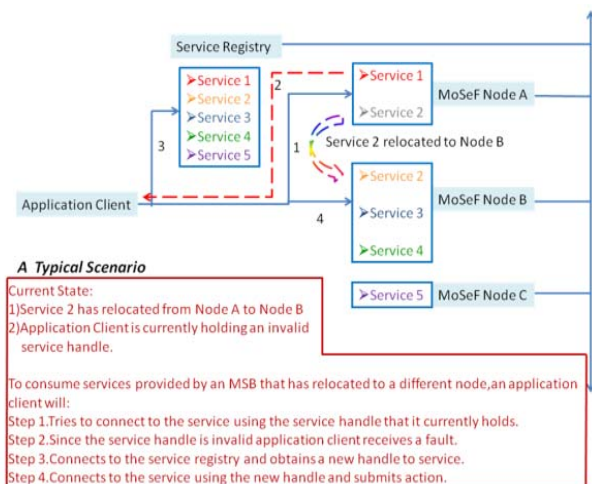 Service Registry
➢Service 1
➢Service 2
➢Service 3
➢Service 4
➢Service 5
2
3
1
4
Application Client
➢Service 1
➢Service 2
MoSeF Node A
Service 2 relocated to Node B
➢Service 2
➢Service 3
➢Service 4
MoSeF Node B
➢Service 5
MoSeF Node C
A Typical Scenario
Current State:
1)Service 2 has relocated from Node A to Node B
2)Application Client is currently holding an invalid
service handle.
To consume services provided by an MSB that has relocated to a different node,an application
client will:
Step 1.Tries to connect to the service using the service handle that it currently holds.
Step 2.Since the service handle is invalid application client receives a fault.
Step 3.Connects to the service registry and obtains a new handle to service.
Step 4.Connects to the service using the new handle and submits action.